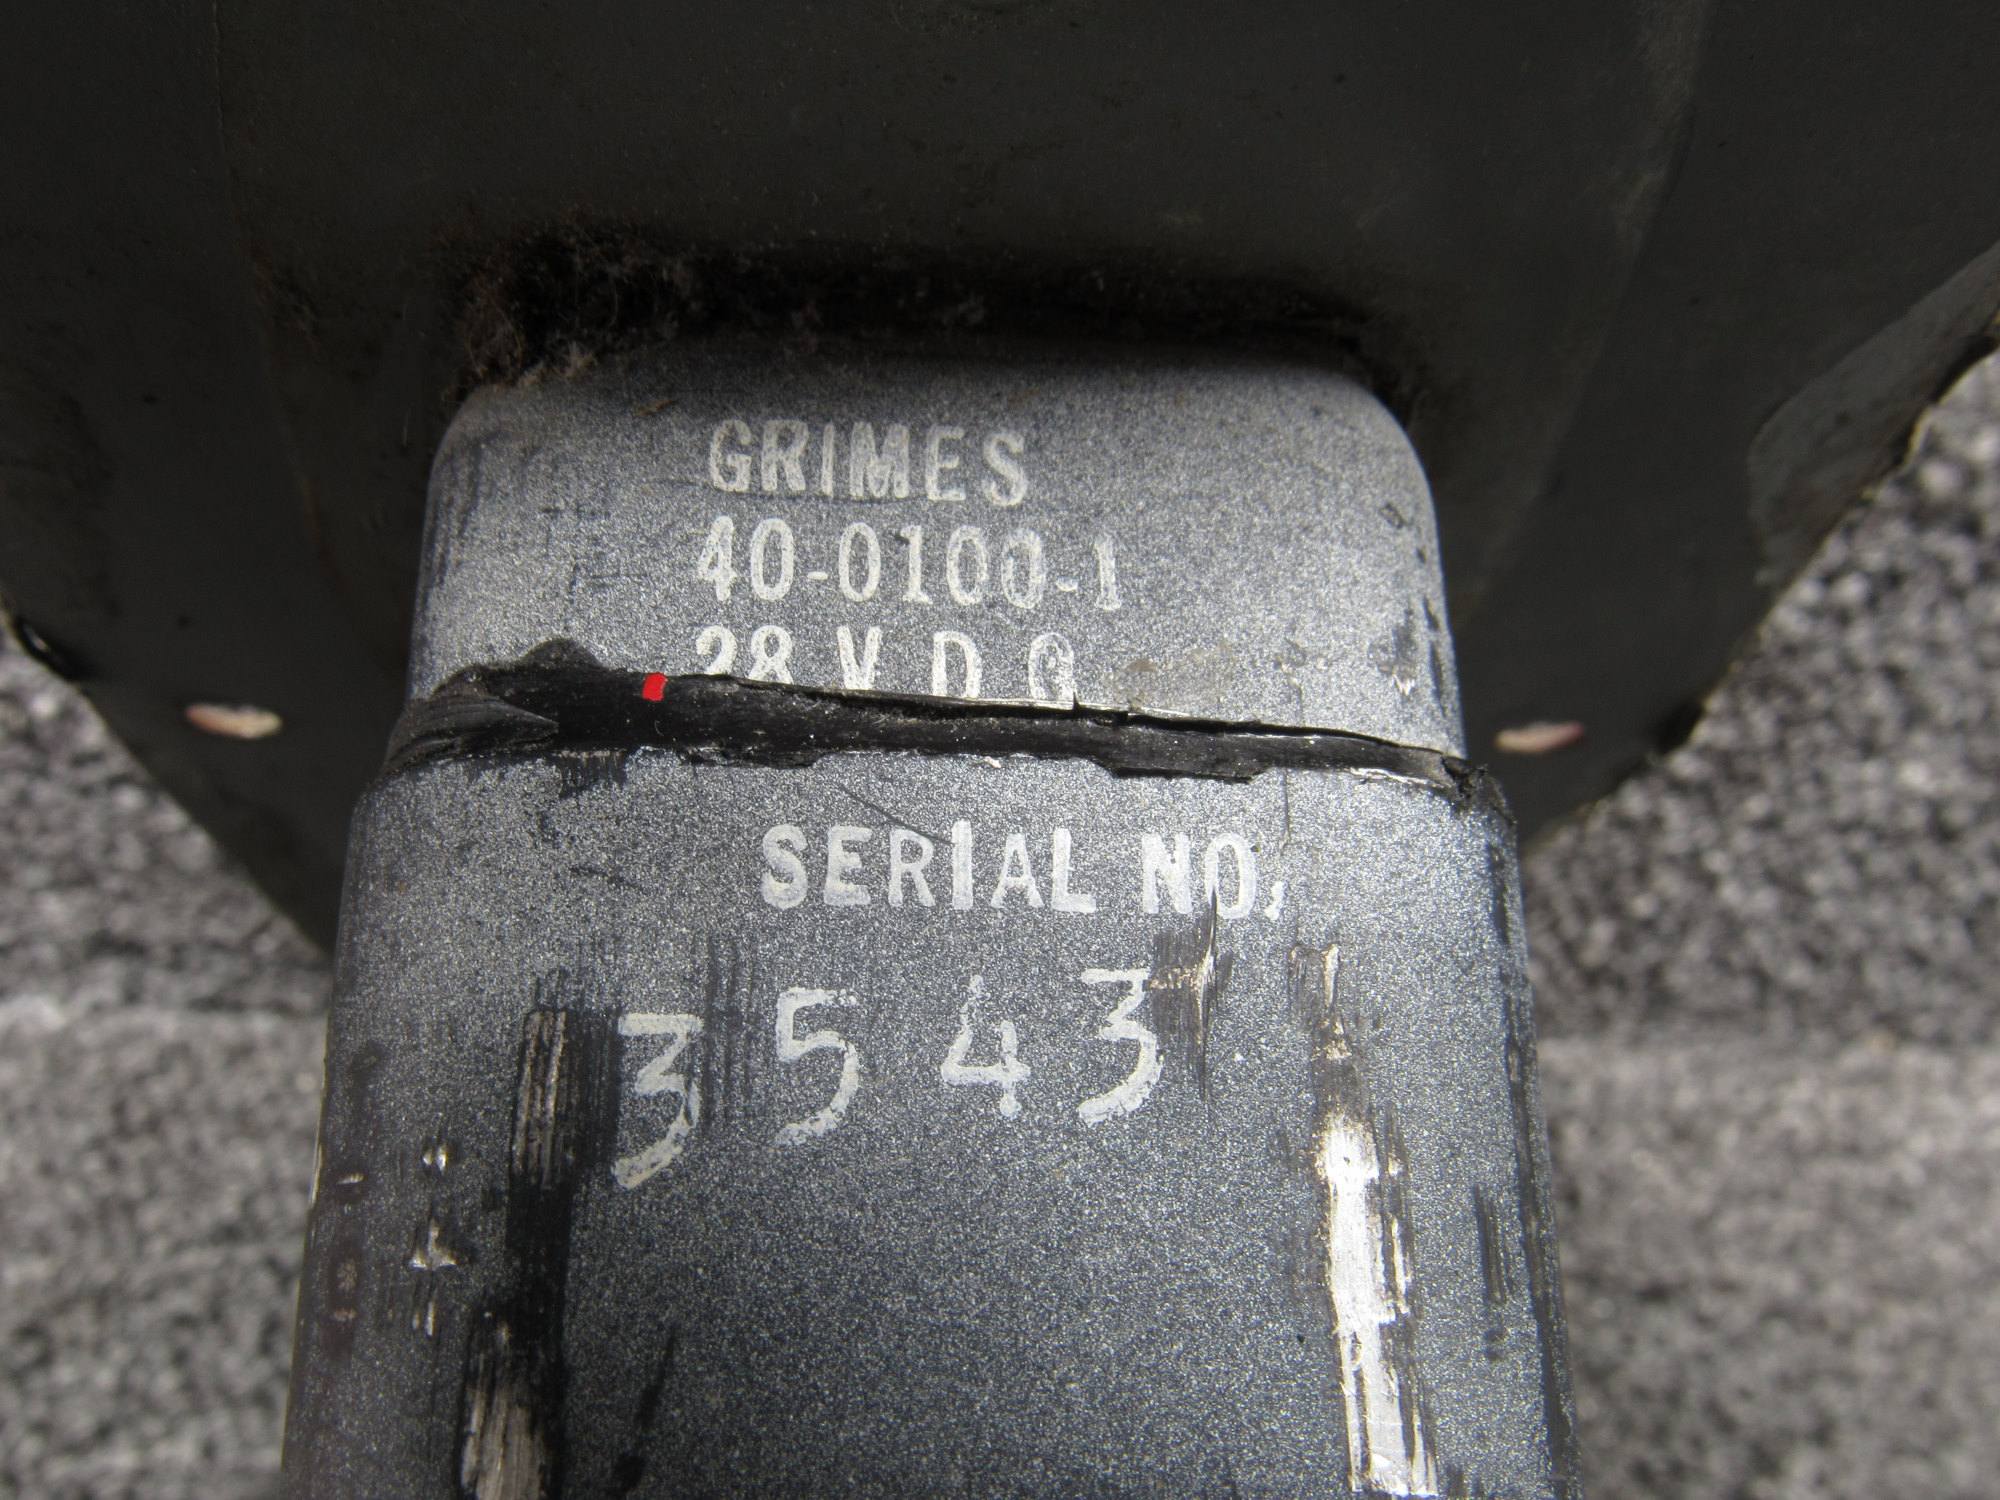 GRIMES
40-0100-1
28 V D C
SERIAL NO.
3543